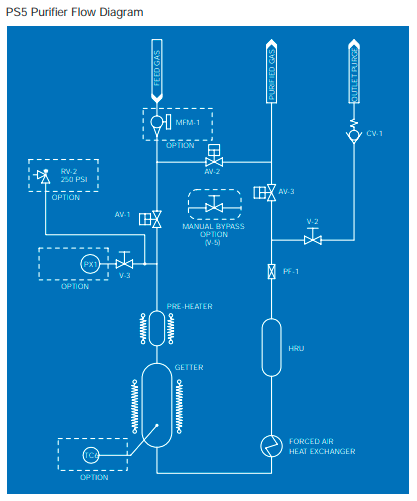 PS5 Purifier Flow Diagram
FEED GAS
PURIFIED GAS
OUTLET PURGE
MFM-1
OPTION
CV-1
AV-2
RV-2
250 PSI
OPTION
AV-3
AV-1
MANUAL BYPASS
OPTION
(V-5)
V-2
PX1
V-3
OPTION
PF-1
PRE-HEATER
HRU
GETTER
FORCED AIR
HEAT EXCHANGER
TC6
OPTION